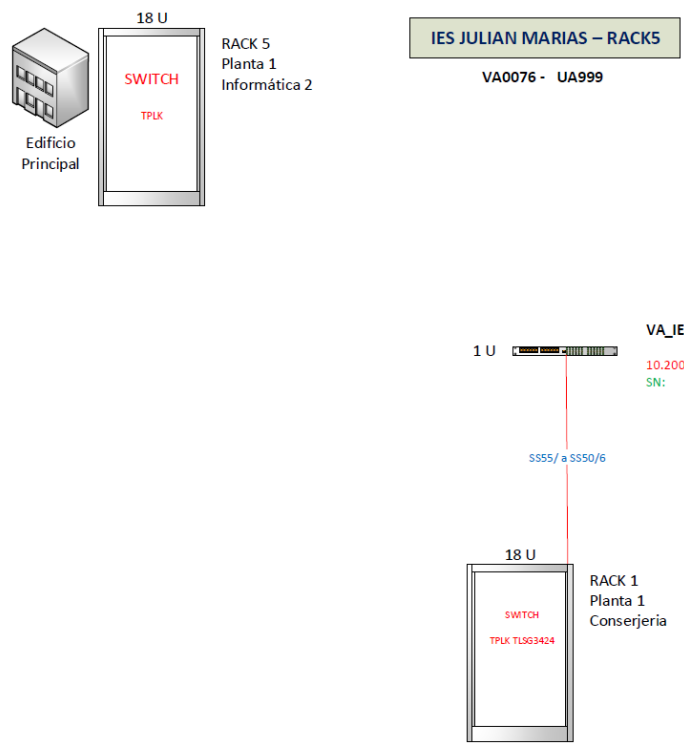 18 U
SWITCH
TPLK
RACK 5
Planta 1
Informática 2
Edificio
Principal
IES JULIAN MARIAS – RACK5
VA0076 - UA999
1 U
VA_IE
10.200
SN:
SS55/ a SS50/6
18 U
SWITCH
TPLK TLSG3424
RACK 1
Planta 1
Conserjeria